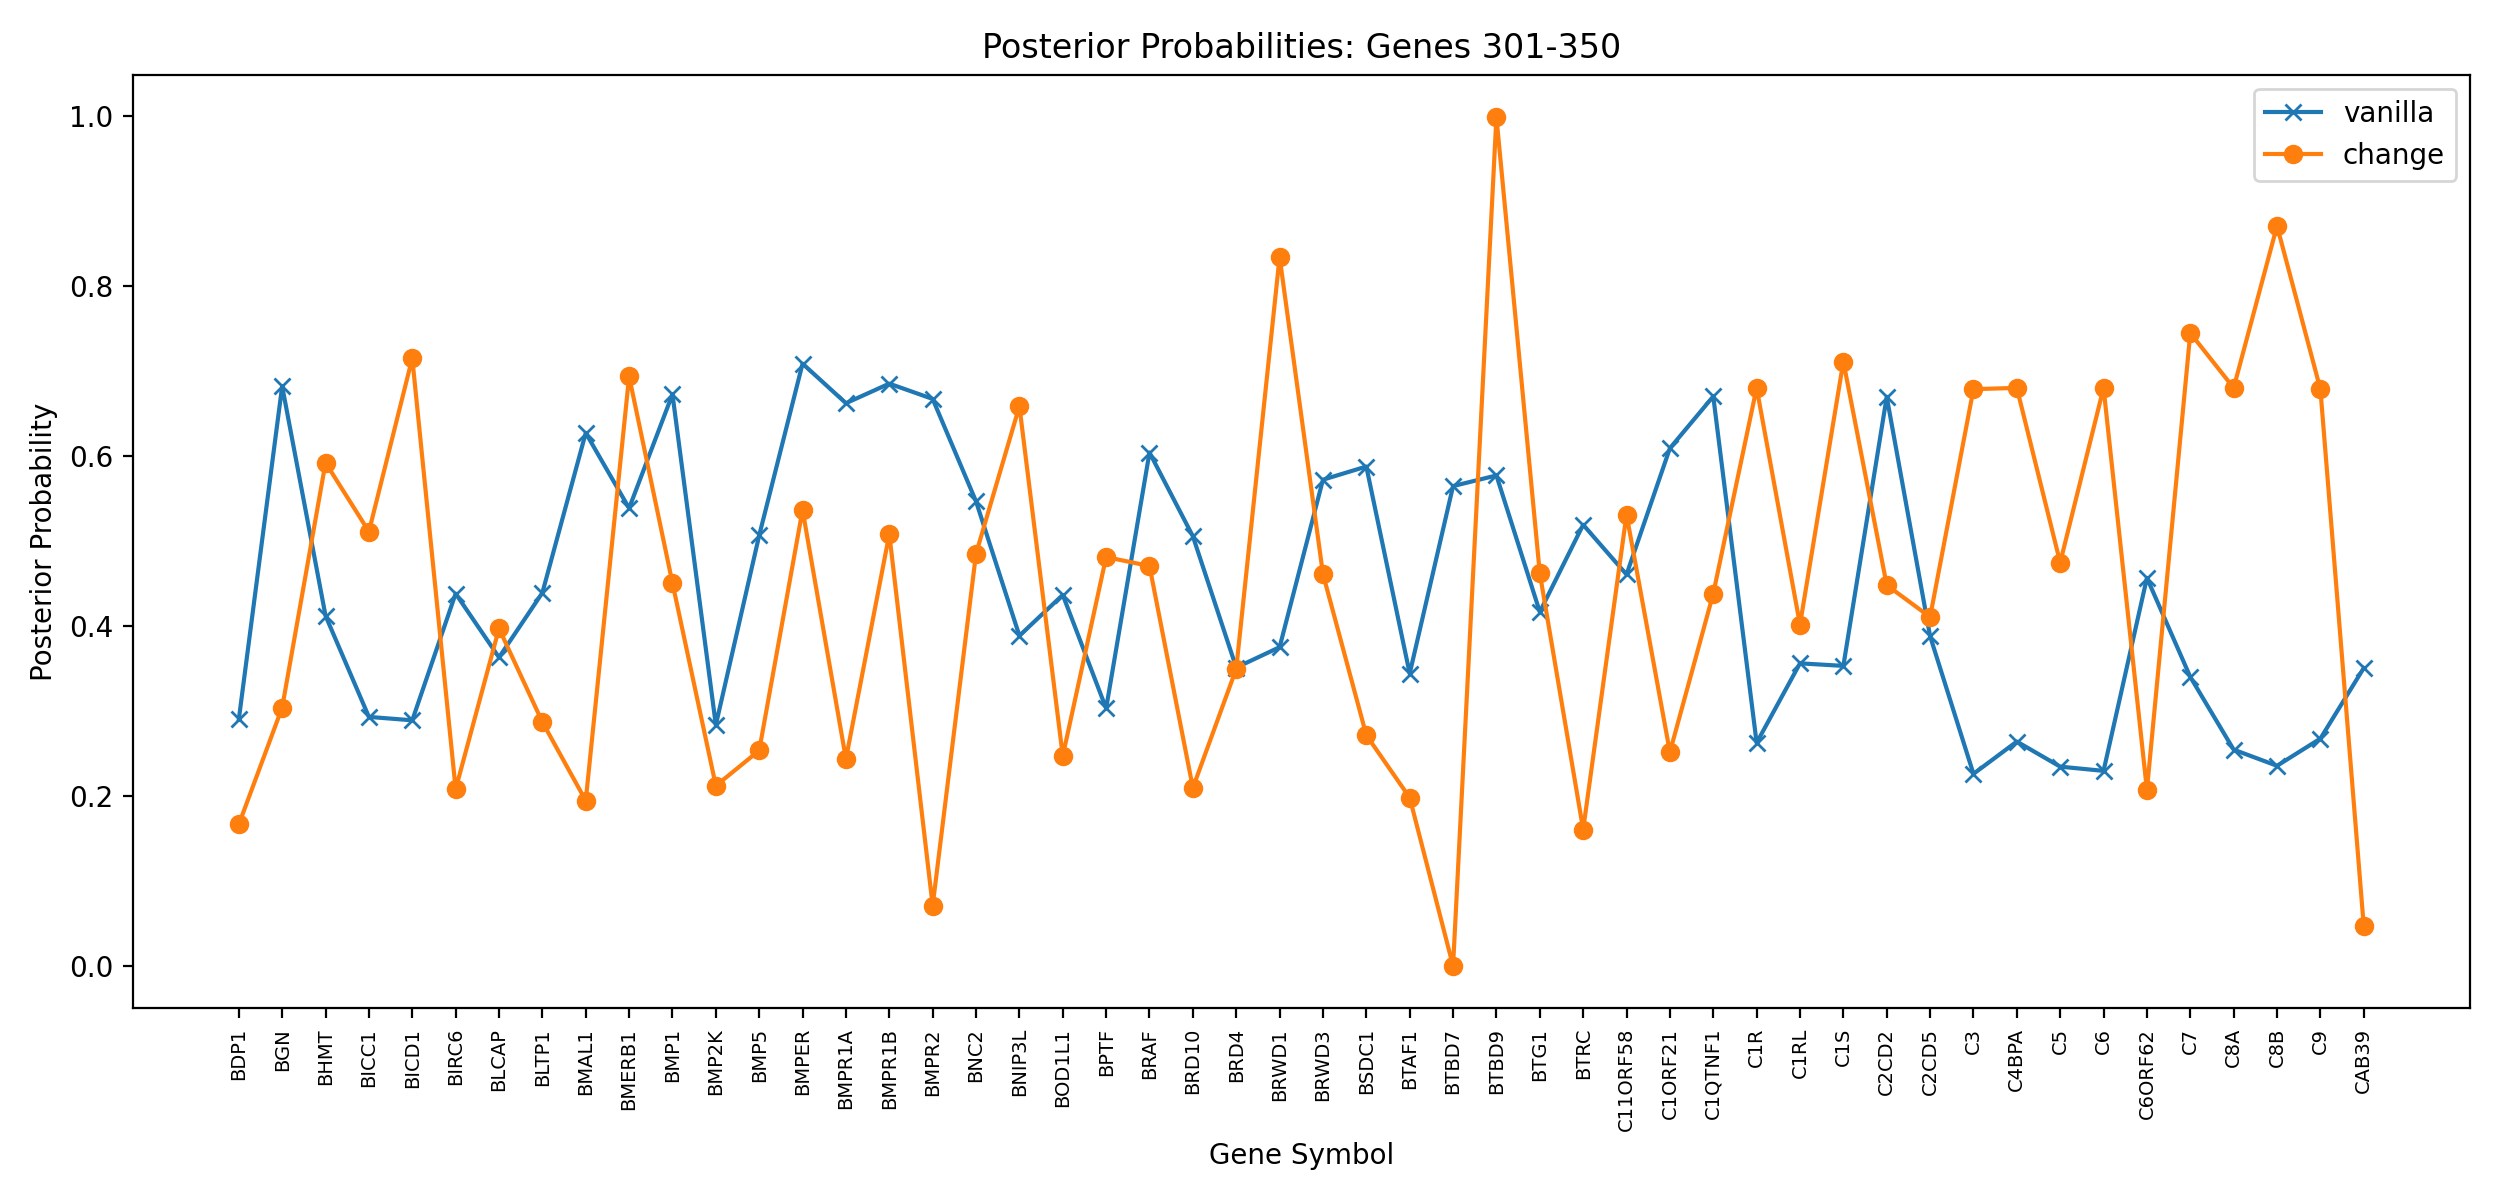 Posterior Probabilities: Genes 301-350
vanilla
change
Posterior Probability
1.0
0.8
0.6
0.4
0.2
0.0
BDP1
BGN
BHMT
BICC1
BICD1
BIRC6
BLCAP
BLTP1
BMAL1
BMERB1
BMP1
BMP2K
BMP5
BMPER
BMPR1A
BMPR1B
BMPR2
BNC2
BNIP3L
BOD1L1
BPTF
BRAF
BRD10
BRD4
BRWD1
BRWD3
BSDC1
BTAF1
BTBD7
BTBD9
BTG1
BTRC
C11ORF58
C1ORF21
C1QTNF1
C1R
C1RL
C1S
C2CD2
C2CD5
C3
C4BPA
C5
C6
C6ORF62
C7
C8A
C8B
C9
CAB39
Gene Symbol